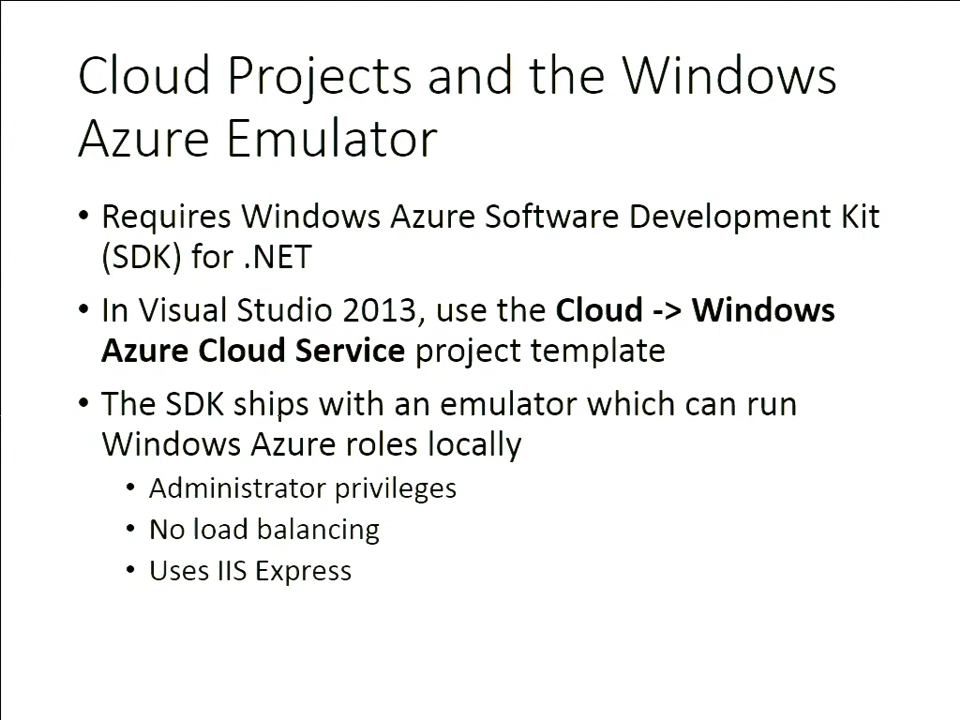 Cloud Projects and the Windows
Azure Emulator
• Requires Windows Azure Software Development Kit
(SDK) for .NET
• In Visual Studio 2013, use the Cloud -> Windows
Azure Cloud Service project template
• The SDK ships with an emulator which can run
Windows Azure roles locally
• Administrator privileges
• No load balancing
• Uses IIS Express